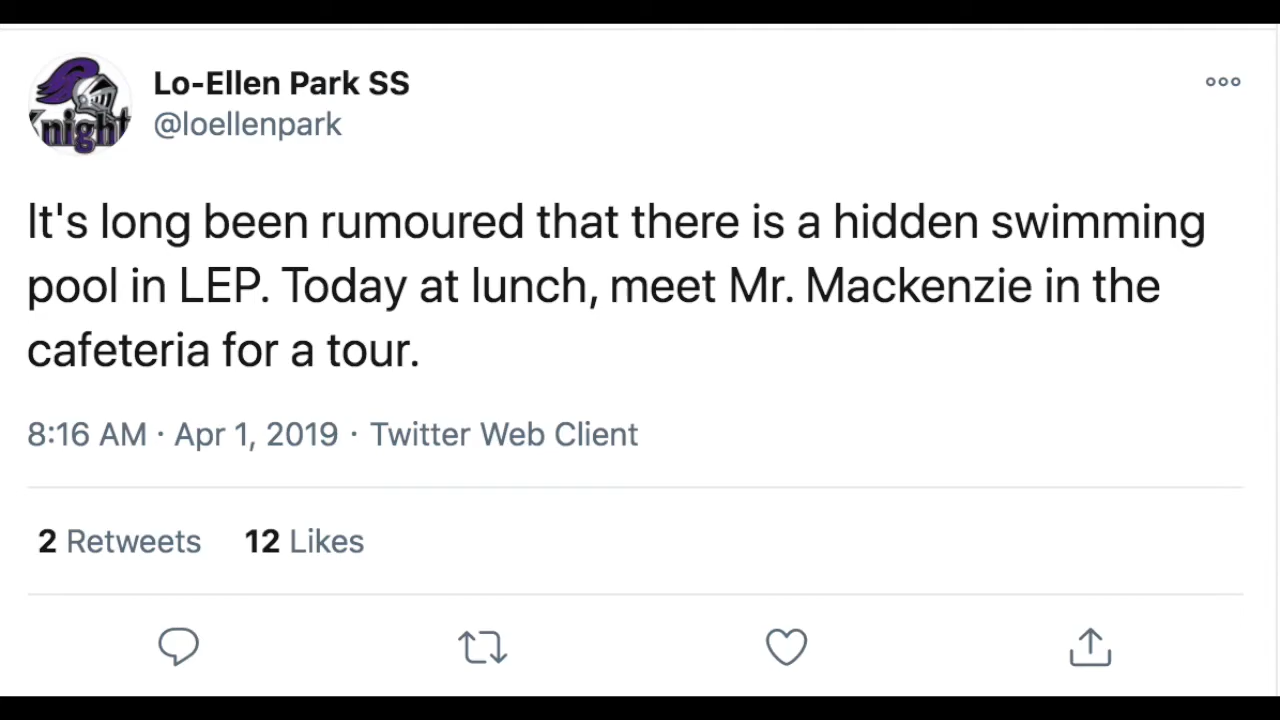 Lo-Ellen Park SS
@loellenpark
Knight
It's long been rumoured that there is a hidden swimming
pool in LEP. Today at lunch, meet Mr. Mackenzie in the
cafeteria for a tour.
8:16 AM · Apr 1, 2019 · Twitter Web Client
2 Retweets 12 Likes